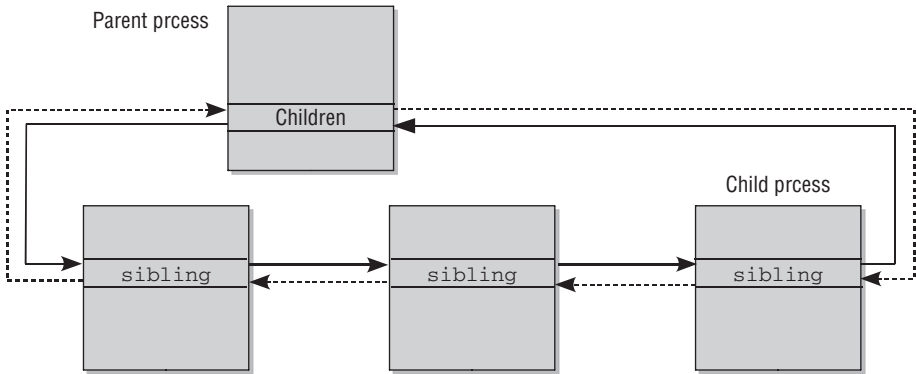 Parent prcess
Children
Child prcess
sibling
sibling
sibling